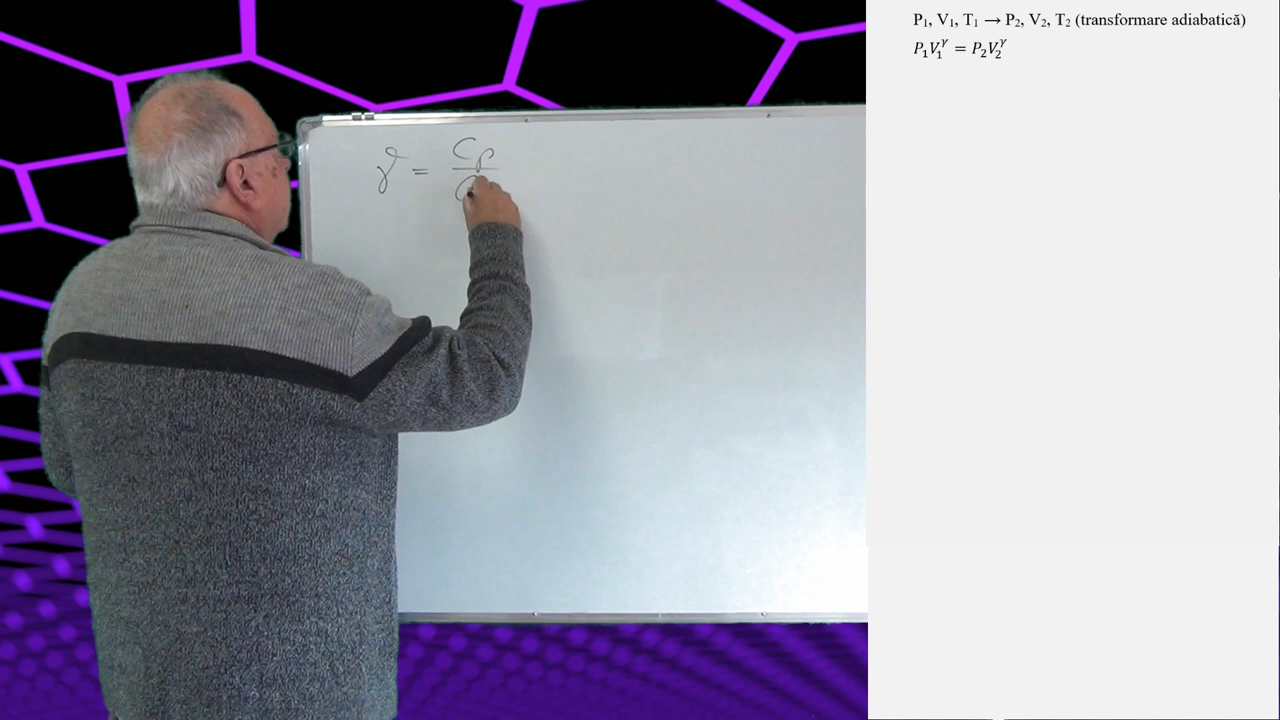 P₁, V₁, T₁ → P₂, V₂, T₂ (transformare adiabatică)
P₁V₁^γ = P₂V₂^γ
γ = Cp / C